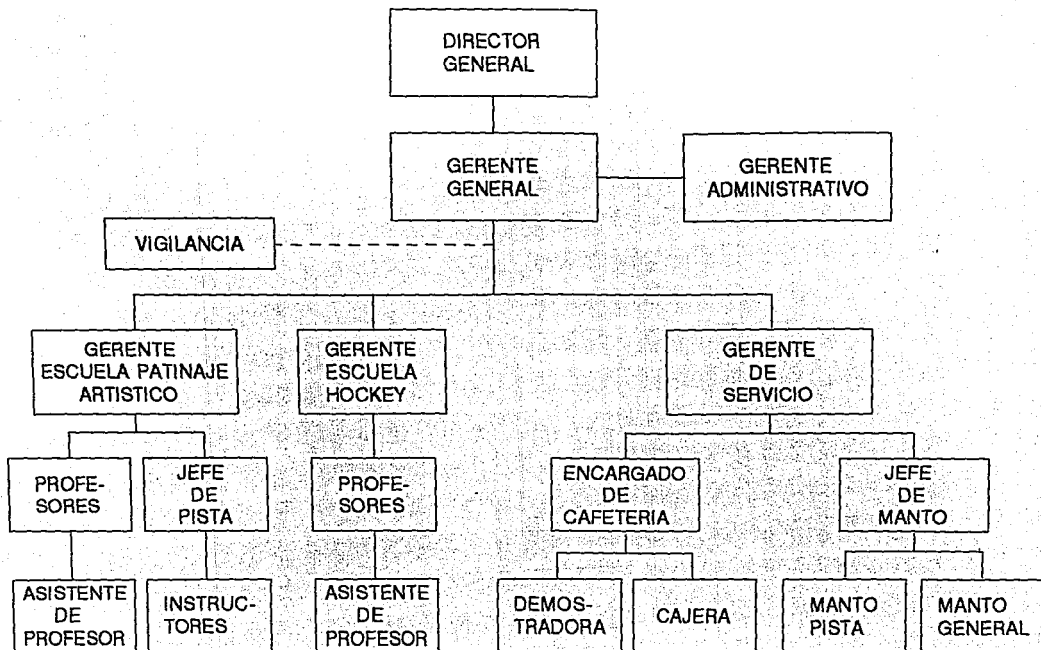 DIRECTOR
GENERAL
GERENTE
GENERAL
GERENTE
ADMINISTRATIVO
VIGILANCIA
GERENTE
ESCUELA PATINAJE
ARTISTICO
GERENTE
ESCUELA
HOCKEY
GERENTE
DE
SERVICIO
PROFE-
SORES
JEFE
DE
PISTA
PROFE-
SORES
ENCARGADO
DE
CAFETERIA
JEFE
DE
MANTO
ASISTENTE
DE
PROFESOR
INSTRUC-
TORES
ASISTENTE
DE
PROFESOR
DEMOS-
TRADORA
CAJERA
MANTO
PISTA
MANTO
GENERAL